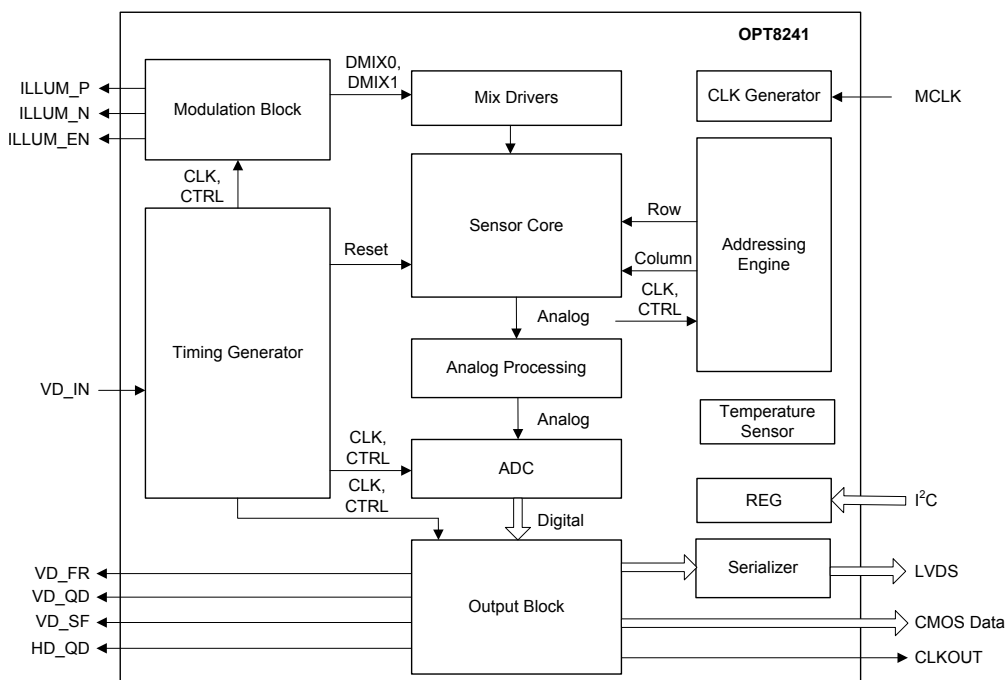 OPT8241
DMIX0,
DMIX1
ILLUM_P
ILLUM_N
ILLUM_EN
Modulation Block
Mix Drivers
CLK Generator
MCLK
CLK,
CTRL
Sensor Core
Row
Column
Addressing
Engine
Reset
CLK,
CTRL
Analog
Timing Generator
Analog Processing
VD_IN
Analog
Temperature
Sensor
CLK,
CTRL
ADC
CLK,
CTRL
REG
I²C
Digital
VD_FR
VD_QD
VD_SF
HD_QD
Output Block
Serializer
LVDS
CMOS Data
CLKOUT